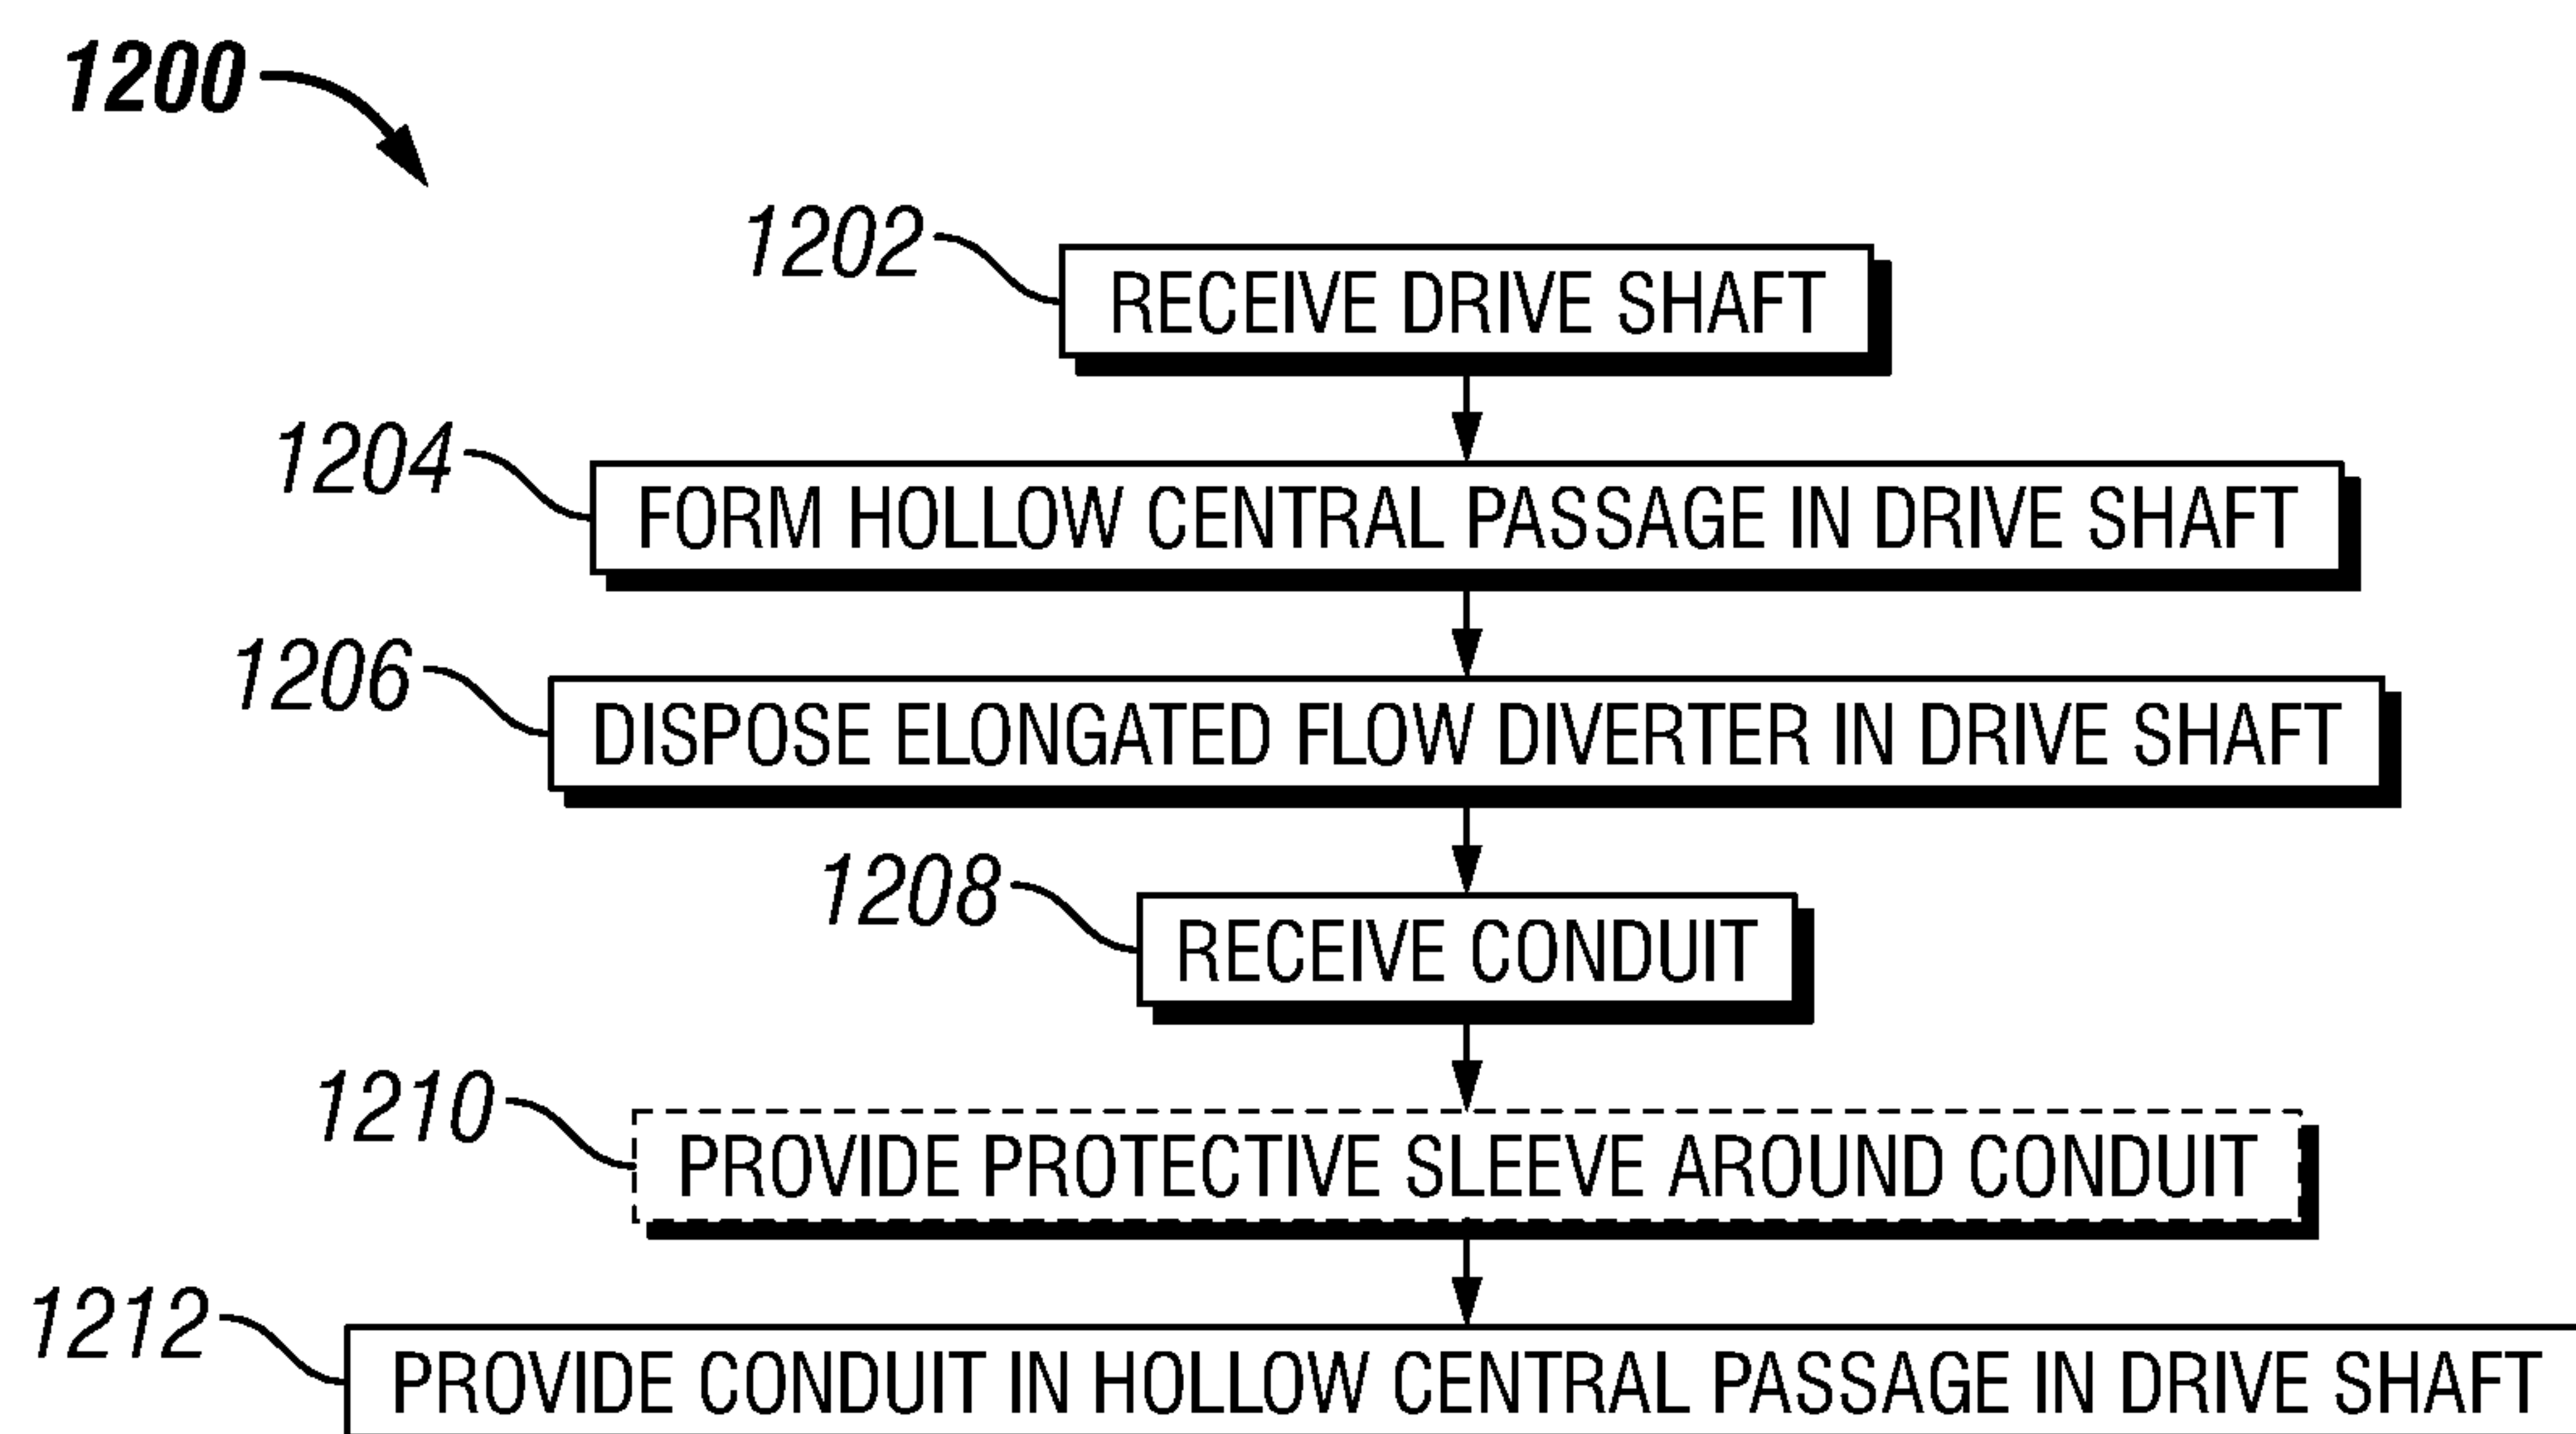 1200
1202
RECEIVE DRIVE SHAFT
1204
FORM HOLLOW CENTRAL PASSAGE IN DRIVE SHAFT
1206
DISPOSE ELONGATED FLOW DIVERTER IN DRIVE SHAFT
1208
RECEIVE CONDUIT
1210
PROVIDE PROTECTIVE SLEEVE AROUND CONDUIT
1212
PROVIDE CONDUIT IN HOLLOW CENTRAL PASSAGE IN DRIVE SHAFT